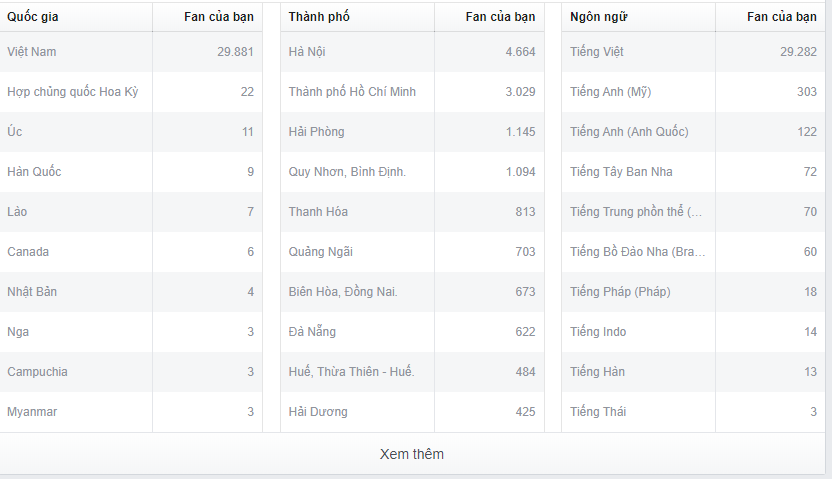 Quốc gia Fan của bạn Thành phố Fan của bạn Ngôn ngữ Fan của bạn
Việt Nam 29.881 Hà Nội 4.664 Tiếng Việt 29.282
Hợp chủng quốc Hoa Kỳ 22 Thành phố Hồ Chí Minh 3.029 Tiếng Anh (Mỹ) 303
Úc 11 Hải Phòng 1.145 Tiếng Anh (Anh Quốc) 122
Hàn Quốc 9 Quy Nhơn, Bình Định. 1.094 Tiếng Tây Ban Nha 72
Lào 7 Thanh Hóa 813 Tiếng Trung phồn thể (... 70
Canada 6 Quảng Ngãi 703 Tiếng Bồ Đào Nha (Bra... 60
Nhật Bản 4 Biên Hòa, Đồng Nai. 673 Tiếng Pháp (Pháp) 18
Nga 3 Đà Nẵng 622 Tiếng Indo 14
Campuchia 3 Huế, Thừa Thiên - Huế. 484 Tiếng Hàn 13
Myanmar 3 Hải Dương 425 Tiếng Thái 3
Xem thêm